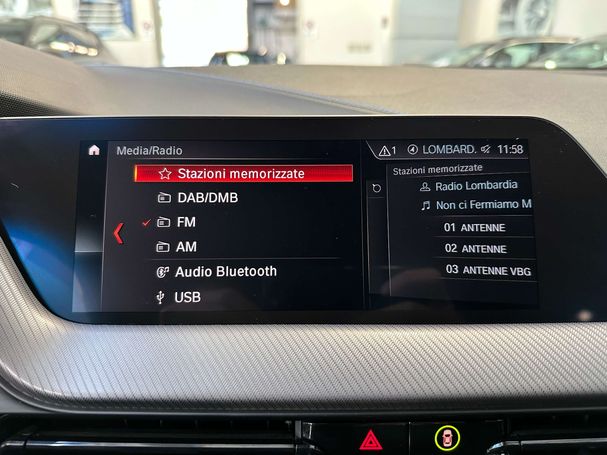 Media/Radio
1 LOMBARD. 11:58
Stazioni memorizzate
DAB/DMB
FM
AM
Audio Bluetooth
USB
Stazioni memorizzate
Radio Lombardia
Non ci Fermiamo M
01 ANTENNE
02 ANTENNE
03 ANTENNE VBG